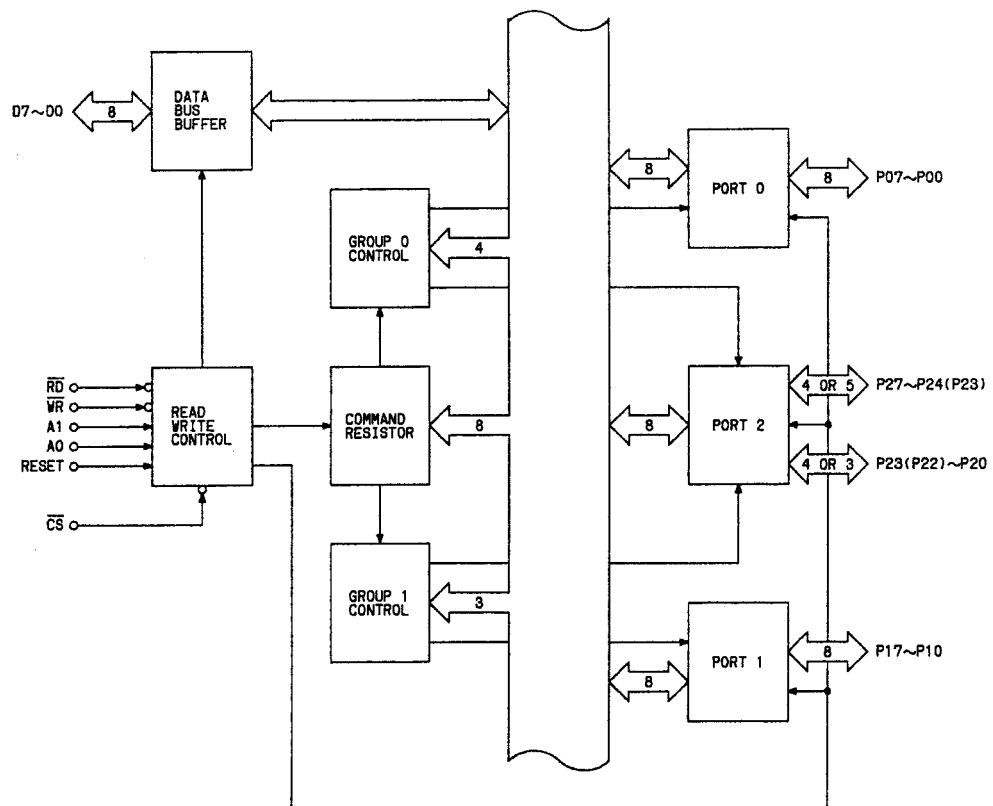 D7~D0
8
DATA
BUS
BUFFER
8
PORT 0
8
P07~P00
GROUP 0
CONTROL
4
RD
WR
A1
A0
RESET
CS
READ
WRITE
CONTROL
COMMAND
RESISTOR
8
8
PORT 2
4 OR 5
P27~P24(P23)
4 OR 3
P23(P22)~P20
GROUP 1
CONTROL
3
8
PORT 1
8
P17~P10